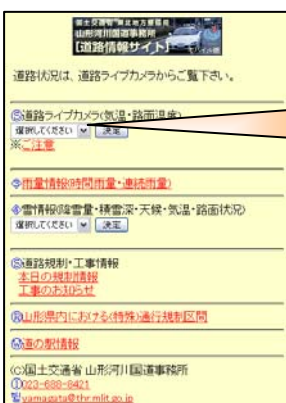 国土交通省 東北地方整備局
山形河川国道事務所
【道路情報サイト】
モバイル版
道路状況は、道路ライブカメラからご覧下さい。
Ⓒ道路ライブカメラ(気温・路面温度)
選択してください 決定
※ご注意
雨量情報(時間雨量・連続雨量)
雪情報(降雪量・積雪深・天候・気温・路面状況)
選択してください 決定
Ⓢ道路規制・工事情報
本日の規制情報
工事のお知らせ
Ⓡ山形県内における(特殊)通行規制区間
道の駅情報
(C)国土交通省 山形河川国道事務所
023-688-8421
yamagata@thr.mlit.go.jp